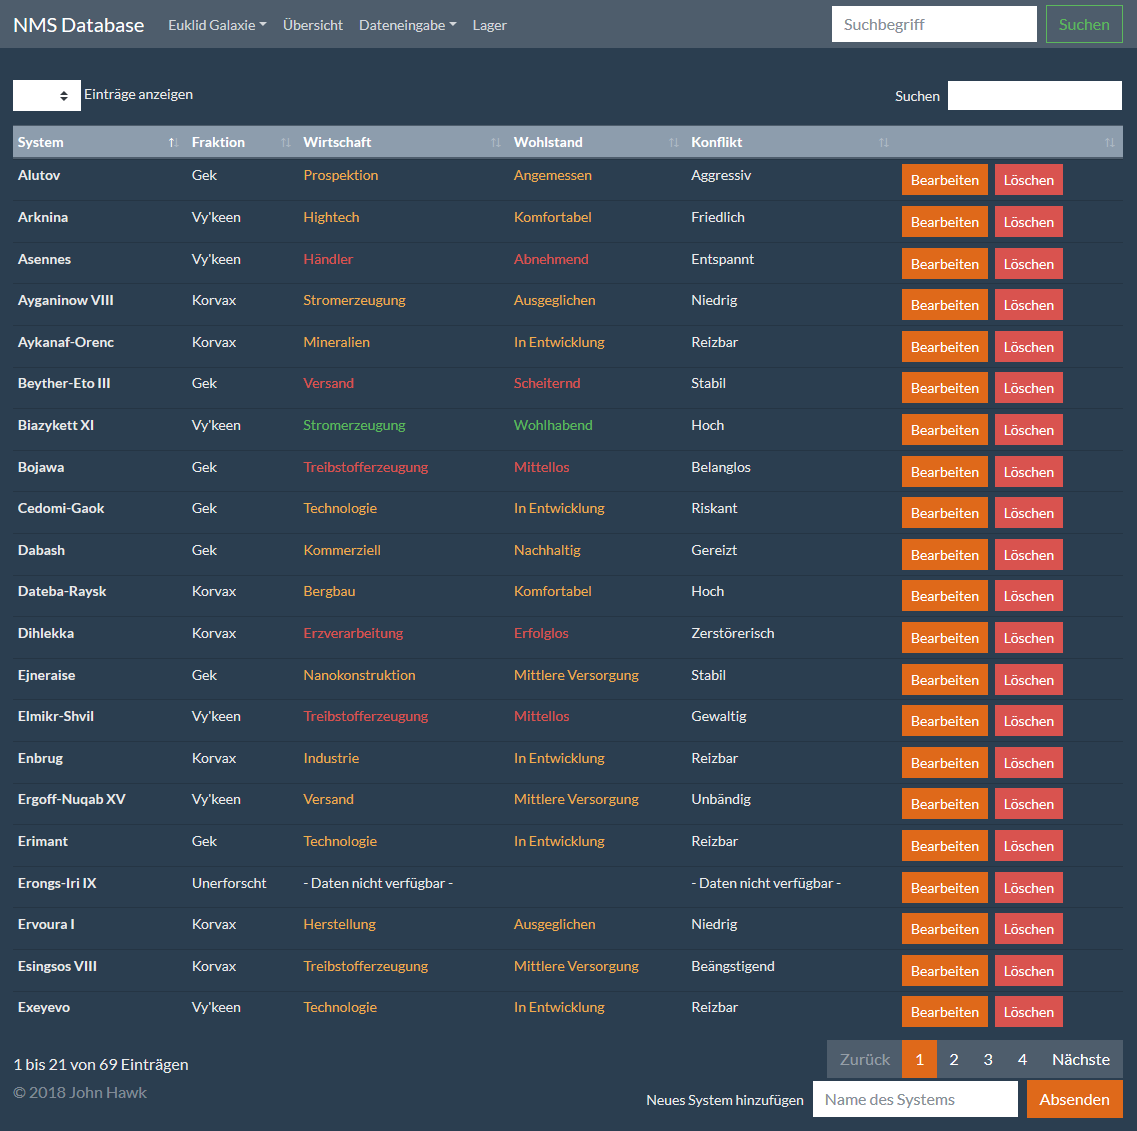 NMS Database Euklid Galaxie Übersicht Dateneingabe Lager Suchbegriff Suchen
Einträge anzeigen Suchen
System Fraktion Wirtschaft Wohlstand Konflikt
Alutov Gek Prospektion Angemessen Aggressiv Bearbeiten Löschen
Arknina Vy'keen Hightech Komfortabel Friedlich Bearbeiten Löschen
Asennes Vy'keen Händler Abnehmend Entspannt Bearbeiten Löschen
Ayganinow VIII Korvax Stromerzeugung Ausgeglichen Niedrig Bearbeiten Löschen
Aykanaf-Orenc Korvax Mineralien In Entwicklung Reizbar Bearbeiten Löschen
Beyther-Eto III Gek Versand Scheiternd Stabil Bearbeiten Löschen
Biazykett XI Vy'keen Stromerzeugung Wohlhabend Hoch Bearbeiten Löschen
Bojawa Gek Treibstofferzeugung Mittellos Belanglos Bearbeiten Löschen
Cedomi-Gaok Gek Technologie In Entwicklung Riskant Bearbeiten Löschen
Dabash Gek Kommerziell Nachhaltig Gereizt Bearbeiten Löschen
Dateba-Raysk Korvax Bergbau Komfortabel Hoch Bearbeiten Löschen
Dihlekka Korvax Erzverarbeitung Erfolglos Zerstörerisch Bearbeiten Löschen
Ejneraise Gek Nanokonstruktion Mittlere Versorgung Stabil Bearbeiten Löschen
Elmikr-Shvil Vy'keen Treibstofferzeugung Mittellos Gewaltig Bearbeiten Löschen
Enbrug Korvax Industrie In Entwicklung Reizbar Bearbeiten Löschen
Ergoff-Nuqab XV Vy'keen Versand Mittlere Versorgung Unbändig Bearbeiten Löschen
Erimant Gek Technologie In Entwicklung Reizbar Bearbeiten Löschen
Erongs-Iri IX Unerforscht - Daten nicht verfügbar - - Daten nicht verfügbar - Bearbeiten Löschen
Ervoura I Korvax Herstellung Ausgeglichen Niedrig Bearbeiten Löschen
Esingsos VIII Korvax Treibstofferzeugung Mittlere Versorgung Beängstigend Bearbeiten Löschen
Exeyevo Vy'keen Technologie In Entwicklung Reizbar Bearbeiten Löschen
1 bis 21 von 69 Einträgen Zurück 1 2 3 4 Nächste
© 2018 John Hawk Neues System hinzufügen Name des Systems Absenden